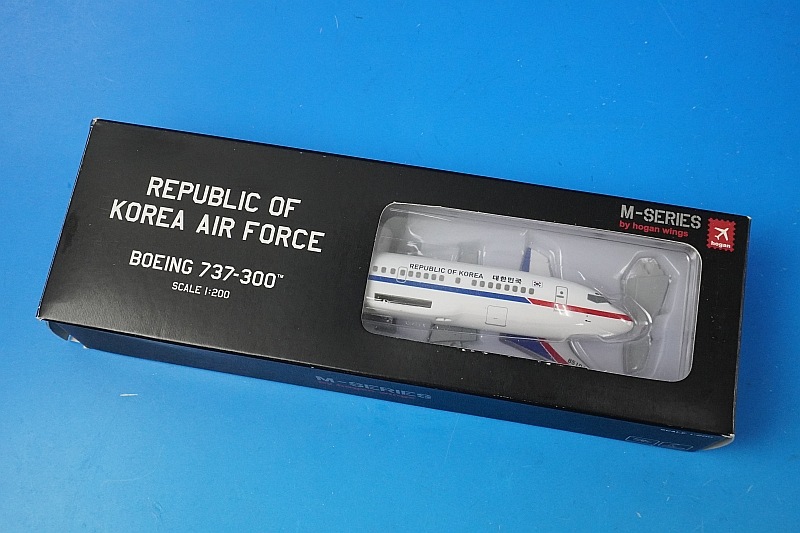 REPUBLIC OF
KOREA AIR FORCE
BOEING 737-300™
SCALE 1:200
M-SERIES
by hogan wings
hogan
REPUBLIC OF KOREA 대한민국
M-SERIES